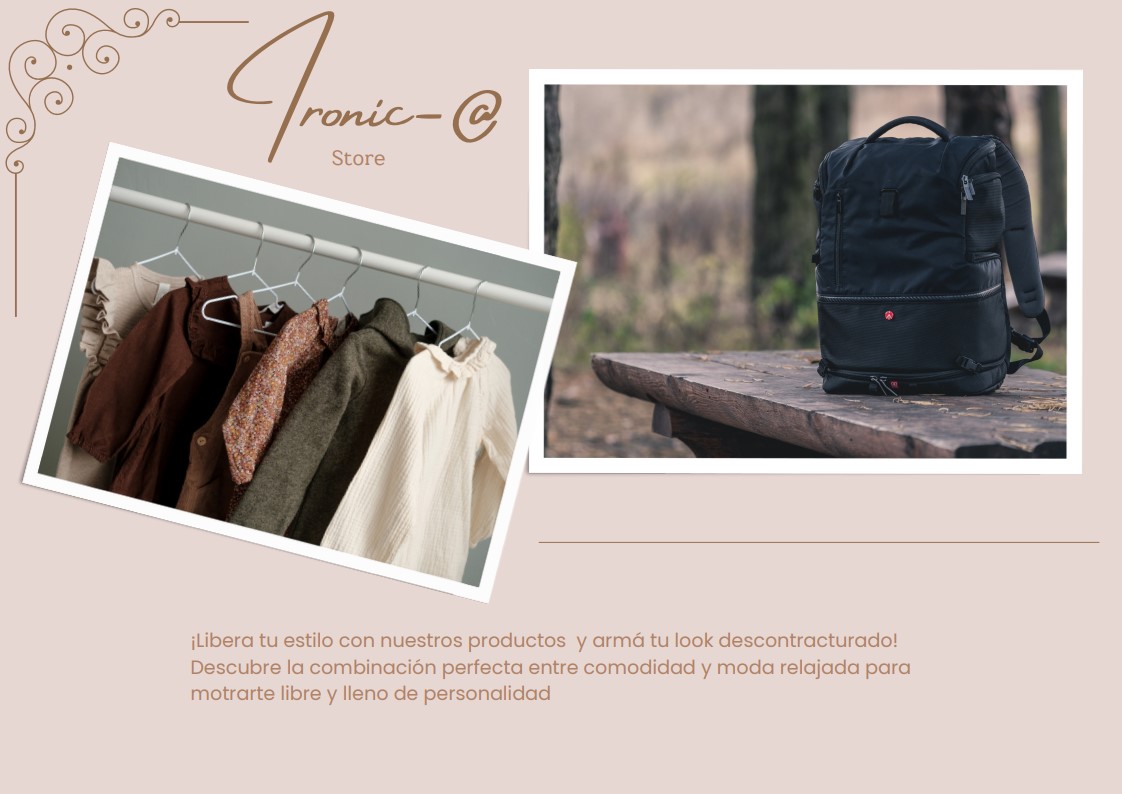 Ironic-@
Store
¡Libera tu estilo con nuestros productos  y armá tu look descontracturado!
Descubre la combinación perfecta entre comodidad y moda relajada para
motrarte libre y lleno de personalidad